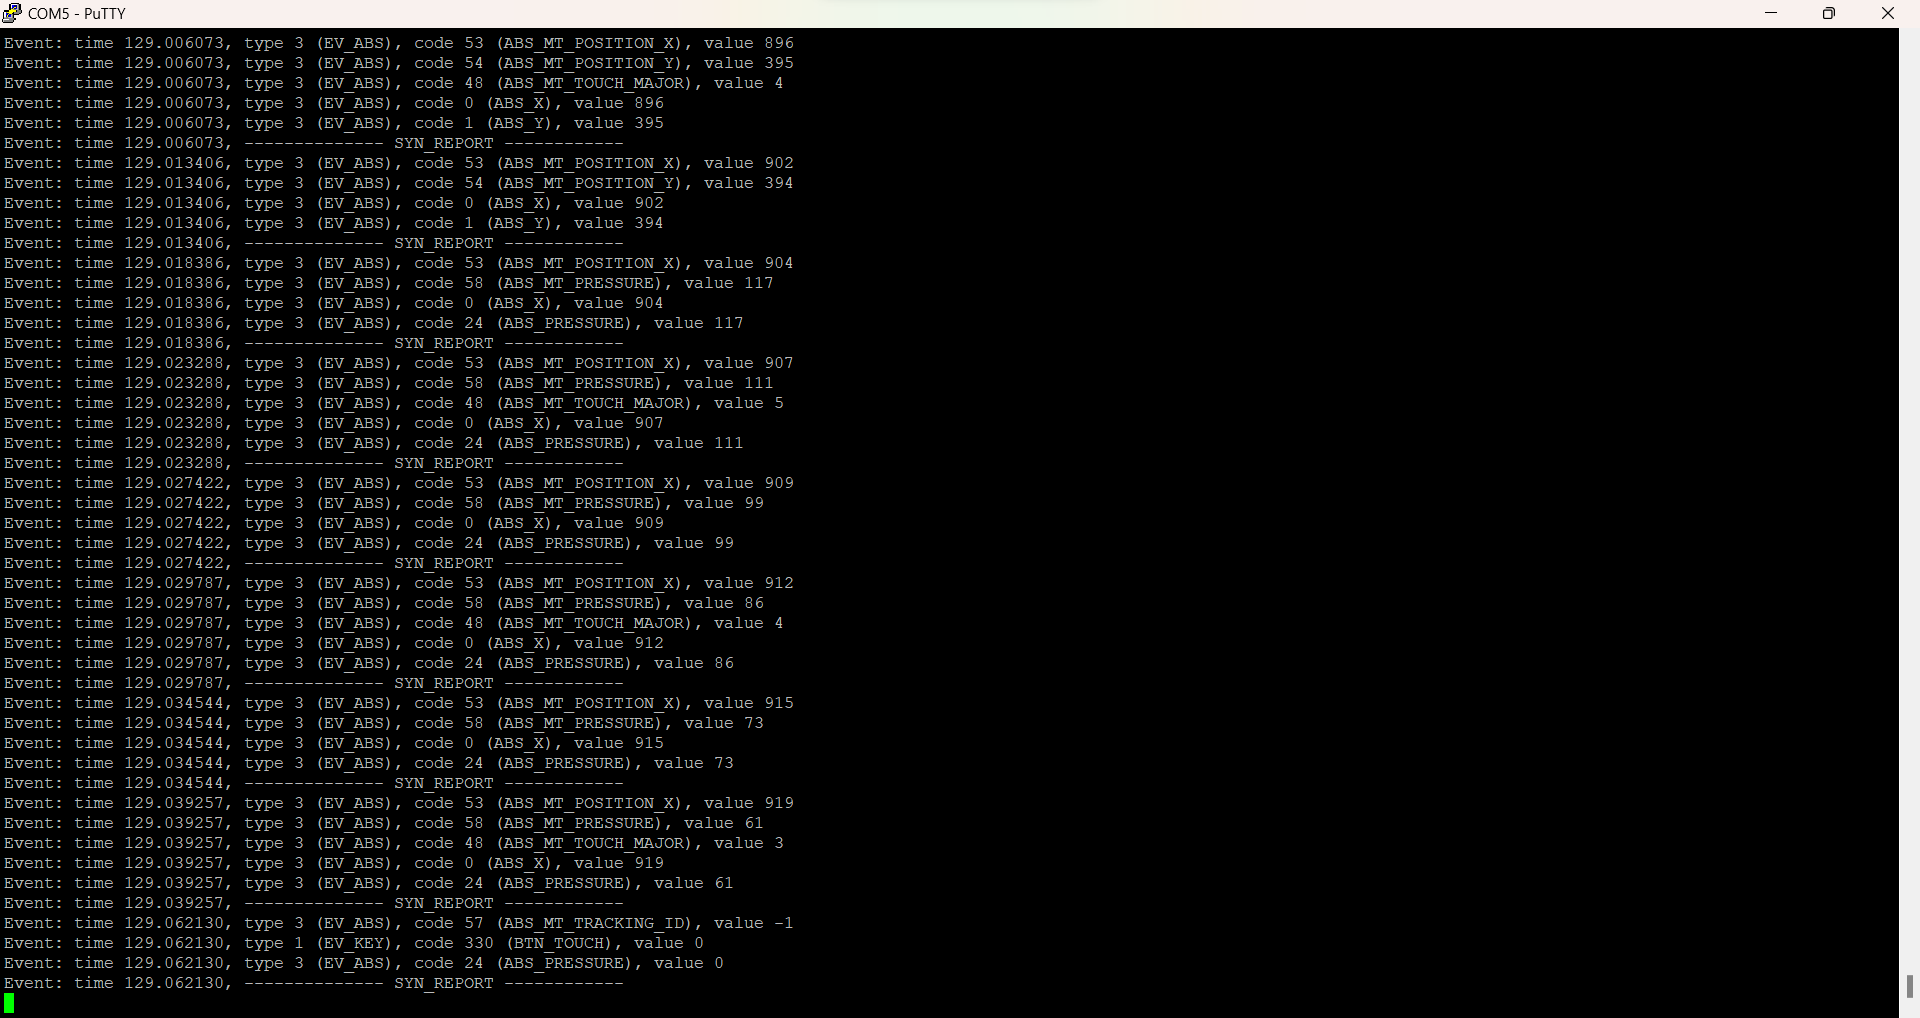 COM5 - PuTTY
Event: time 129.006073, type 3 (EV_ABS), code 53 (ABS_MT_POSITION_X), value 896
Event: time 129.006073, type 3 (EV_ABS), code 54 (ABS_MT_POSITION_Y), value 395
Event: time 129.006073, type 3 (EV_ABS), code 48 (ABS_MT_TOUCH_MAJOR), value 4
Event: time 129.006073, type 3 (EV_ABS), code 0 (ABS_X), value 896
Event: time 129.006073, type 3 (EV_ABS), code 1 (ABS_Y), value 395
Event: time 129.006073, -------------- SYN_REPORT ------------
Event: time 129.013406, type 3 (EV_ABS), code 53 (ABS_MT_POSITION_X), value 902
Event: time 129.013406, type 3 (EV_ABS), code 54 (ABS_MT_POSITION_Y), value 394
Event: time 129.013406, type 3 (EV_ABS), code 0 (ABS_X), value 902
Event: time 129.013406, type 3 (EV_ABS), code 1 (ABS_Y), value 394
Event: time 129.013406, -------------- SYN_REPORT ------------
Event: time 129.018386, type 3 (EV_ABS), code 53 (ABS_MT_POSITION_X), value 904
Event: time 129.018386, type 3 (EV_ABS), code 58 (ABS_MT_PRESSURE), value 117
Event: time 129.018386, type 3 (EV_ABS), code 0 (ABS_X), value 904
Event: time 129.018386, type 3 (EV_ABS), code 24 (ABS_PRESSURE), value 117
Event: time 129.018386, -------------- SYN_REPORT ------------
Event: time 129.023288, type 3 (EV_ABS), code 53 (ABS_MT_POSITION_X), value 907
Event: time 129.023288, type 3 (EV_ABS), code 58 (ABS_MT_PRESSURE), value 111
Event: time 129.023288, type 3 (EV_ABS), code 48 (ABS_MT_TOUCH_MAJOR), value 5
Event: time 129.023288, type 3 (EV_ABS), code 0 (ABS_X), value 907
Event: time 129.023288, type 3 (EV_ABS), code 24 (ABS_PRESSURE), value 111
Event: time 129.023288, -------------- SYN_REPORT ------------
Event: time 129.027422, type 3 (EV_ABS), code 53 (ABS_MT_POSITION_X), value 909
Event: time 129.027422, type 3 (EV_ABS), code 58 (ABS_MT_PRESSURE), value 99
Event: time 129.027422, type 3 (EV_ABS), code 0 (ABS_X), value 909
Event: time 129.027422, type 3 (EV_ABS), code 24 (ABS_PRESSURE), value 99
Event: time 129.027422, -------------- SYN_REPORT ------------
Event: time 129.029787, type 3 (EV_ABS), code 53 (ABS_MT_POSITION_X), value 912
Event: time 129.029787, type 3 (EV_ABS), code 58 (ABS_MT_PRESSURE), value 86
Event: time 129.029787, type 3 (EV_ABS), code 48 (ABS_MT_TOUCH_MAJOR), value 4
Event: time 129.029787, type 3 (EV_ABS), code 0 (ABS_X), value 912
Event: time 129.029787, type 3 (EV_ABS), code 24 (ABS_PRESSURE), value 86
Event: time 129.029787, -------------- SYN_REPORT ------------
Event: time 129.034544, type 3 (EV_ABS), code 53 (ABS_MT_POSITION_X), value 915
Event: time 129.034544, type 3 (EV_ABS), code 58 (ABS_MT_PRESSURE), value 73
Event: time 129.034544, type 3 (EV_ABS), code 0 (ABS_X), value 915
Event: time 129.034544, type 3 (EV_ABS), code 24 (ABS_PRESSURE), value 73
Event: time 129.034544, -------------- SYN_REPORT ------------
Event: time 129.039257, type 3 (EV_ABS), code 53 (ABS_MT_POSITION_X), value 919
Event: time 129.039257, type 3 (EV_ABS), code 58 (ABS_MT_PRESSURE), value 61
Event: time 129.039257, type 3 (EV_ABS), code 48 (ABS_MT_TOUCH_MAJOR), value 3
Event: time 129.039257, type 3 (EV_ABS), code 0 (ABS_X), value 919
Event: time 129.039257, type 3 (EV_ABS), code 24 (ABS_PRESSURE), value 61
Event: time 129.039257, -------------- SYN_REPORT ------------
Event: time 129.062130, type 3 (EV_ABS), code 57 (ABS_MT_TRACKING_ID), value -1
Event: time 129.062130, type 1 (EV_KEY), code 330 (BTN_TOUCH), value 0
Event: time 129.062130, type 3 (EV_ABS), code 24 (ABS_PRESSURE), value 0
Event: time 129.062130, -------------- SYN_REPORT ------------